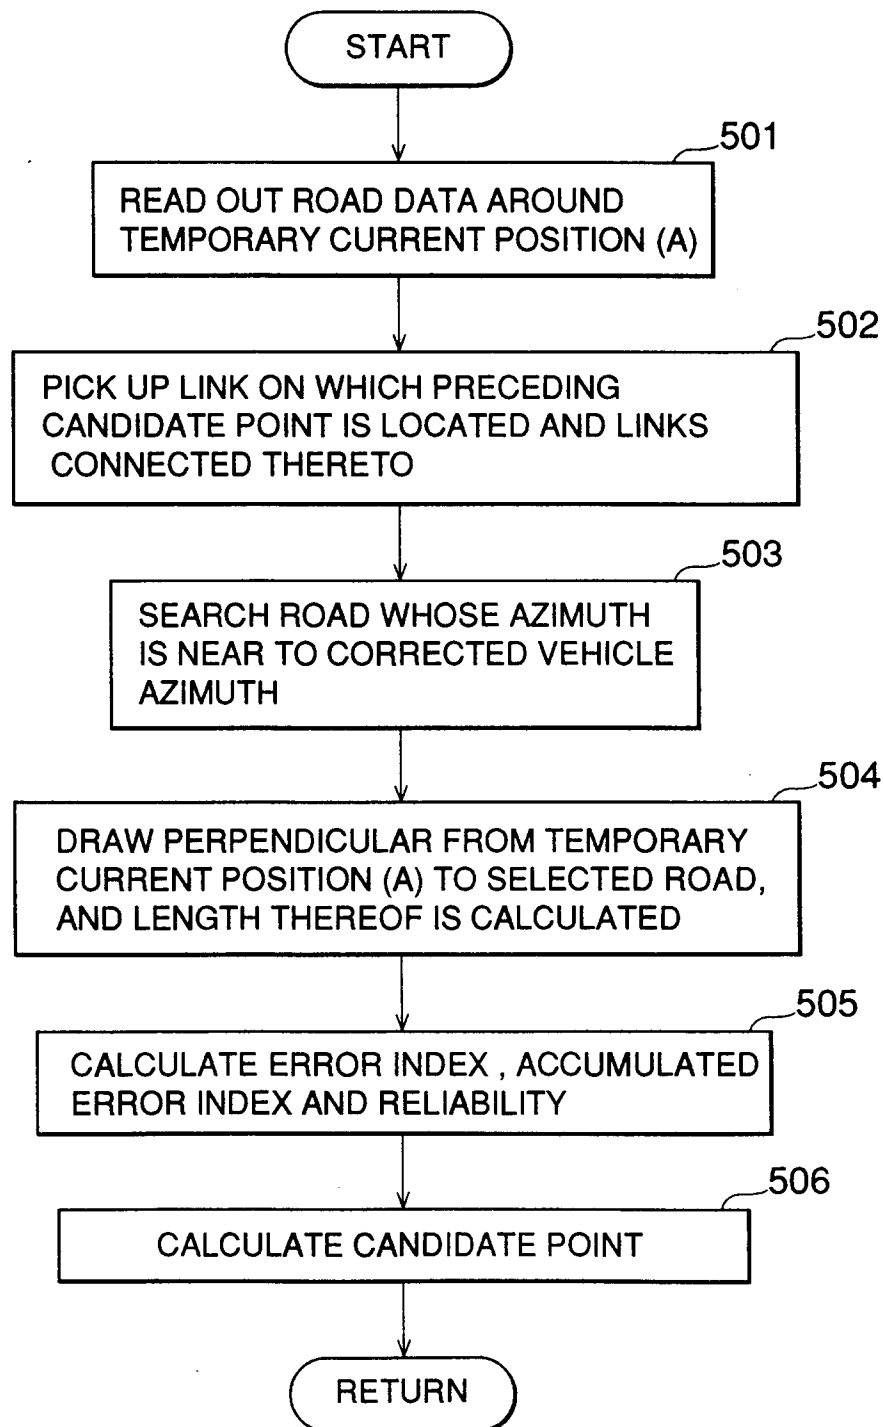 START
501
READ OUT ROAD DATA AROUND
TEMPORARY CURRENT POSITION (A)
502
PICK UP LINK ON WHICH PRECEDING
CANDIDATE POINT IS LOCATED AND LINKS
CONNECTED THERETO
503
SEARCH ROAD WHOSE AZIMUTH
IS NEAR TO CORRECTED VEHICLE
AZIMUTH
504
DRAW PERPENDICULAR FROM TEMPORARY
CURRENT POSITION (A) TO SELECTED ROAD,
AND LENGTH THEREOF IS CALCULATED
505
CALCULATE ERROR INDEX , ACCUMULATED
ERROR INDEX AND RELIABILITY
506
CALCULATE CANDIDATE POINT
RETURN